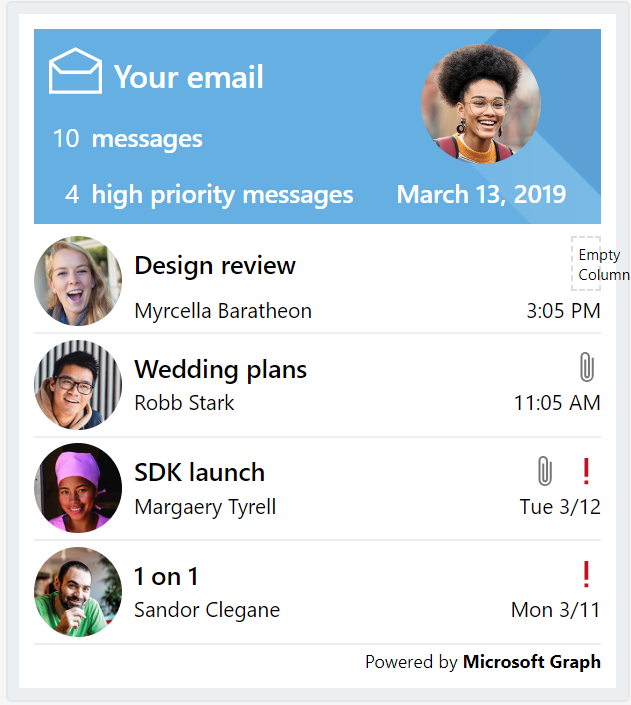 Your email
10 messages
4 high priority messages
March 13, 2019
Design review
Empty
Column
Myrcella Baratheon
3:05 PM
Wedding plans
Robb Stark
11:05 AM
SDK launch
Margaery Tyrell
Tue 3/12
1 on 1
Sandor Clegane
Mon 3/11
Powered by Microsoft Graph